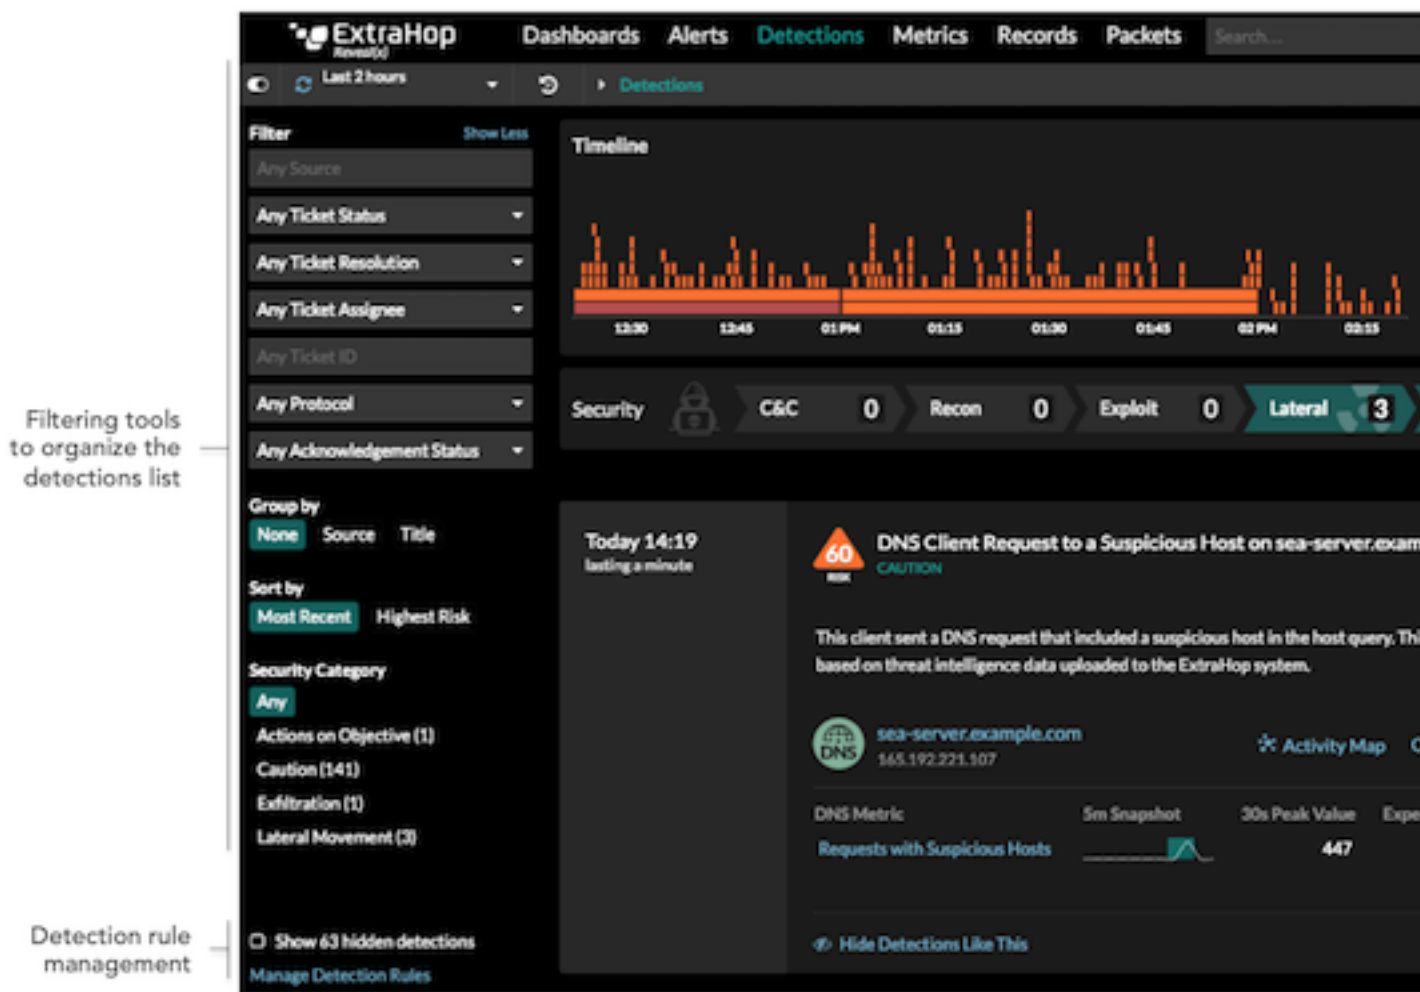 ExtraHop
Reveal(x)
Dashboards Alerts Detections Metrics Records Packets Search...
Last 2 hours
Detections
Filter Show Less
Any Source
Any Ticket Status
Any Ticket Resolution
Any Ticket Assignee
Any Ticket ID
Any Protocol
Any Acknowledgement Status
Group by
None Source Title
Sort by
Most Recent Highest Risk
Security Category
Any
Actions on Objective (1)
Caution (141)
Exfiltration (1)
Lateral Movement (3)
Show 63 hidden detections
Manage Detection Rules
Filtering tools
to organize the
detections list
Detection rule
management
Timeline
12:30 12:45 01 PM 01:15 01:30 01:45 02 PM 02:15
Security C&C 0 Recon 0 Exploit 0 Lateral 3
Today 14:19
lasting a minute
60
RISK
DNS Client Request to a Suspicious Host on sea-server.exam
CAUTION
This client sent a DNS request that included a suspicious host in the host query. Thi
based on threat intelligence data uploaded to the ExtraHop system.
DNS
sea-server.example.com
165.192.221.107
Activity Map
DNS Metric 5m Snapshot 30s Peak Value Expe
Requests with Suspicious Hosts 447
Hide Detections Like This